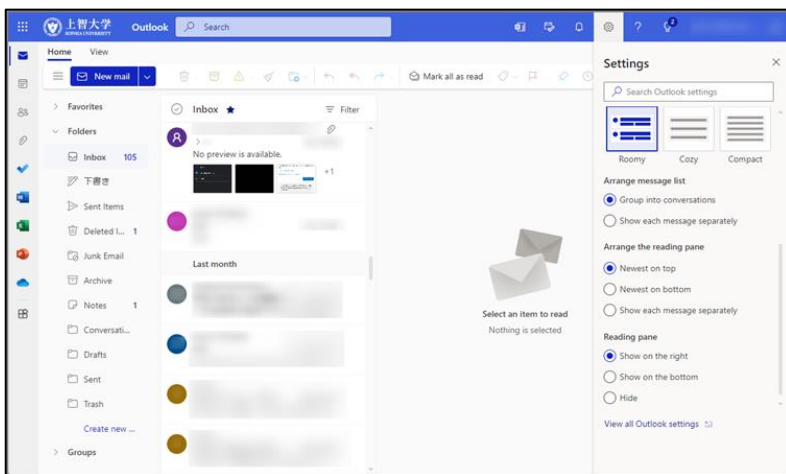 上智大学
SOPHIA UNIVERSITY
Outlook
Search
?
2
Home
View
New mail
Mark all as read
Favorites
Folders
Inbox 105
下書き
Sent Items
Deleted I... 1
Junk Email
Archive
Notes 1
Conversati...
Drafts
Sent
Trash
Create new ...
Groups
Inbox ★
Filter
A
No preview is available.
+1
Last month
Select an item to read
Nothing is selected
Settings
Search Outlook settings
Roomy
Cozy
Compact
Arrange message list
Group into conversations
Show each message separately
Arrange the reading pane
Newest on top
Newest on bottom
Show each message separately
Reading pane
Show on the right
Show on the bottom
Hide
View all Outlook settings